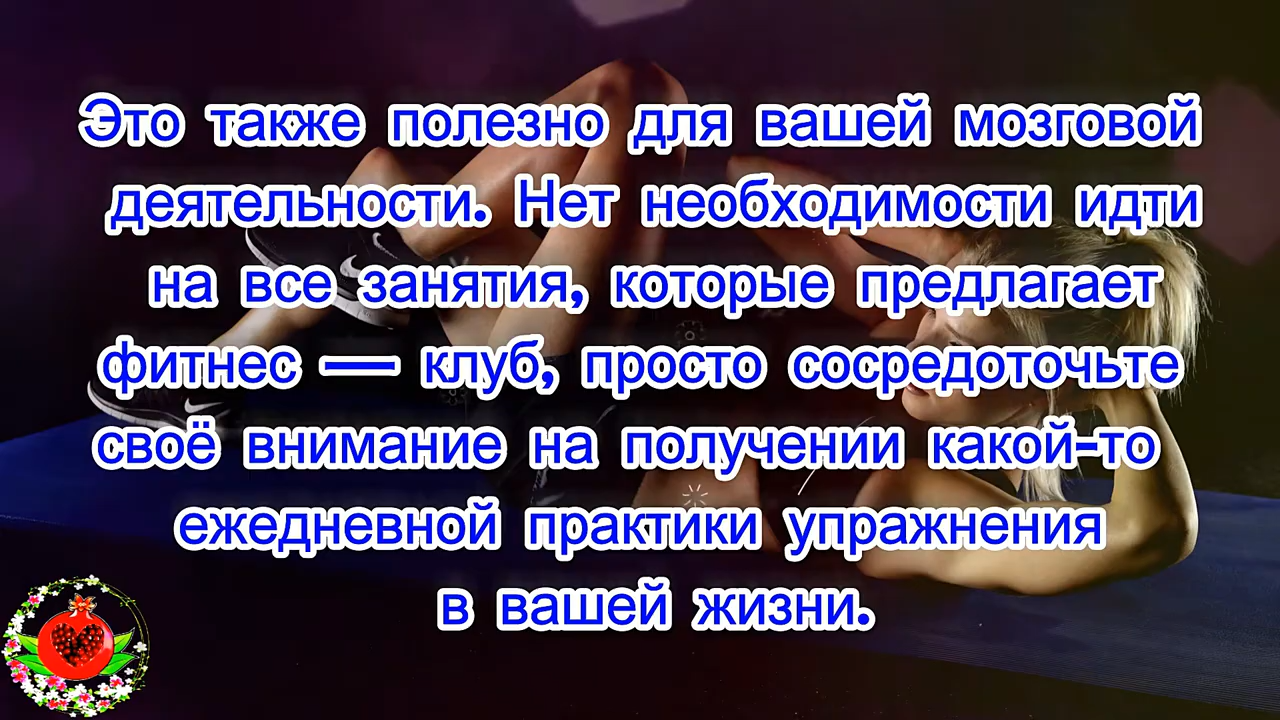 Это также полезно для вашей мозговой
деятельности. Нет необходимости идти
на все занятия, которые предлагает
фитнес — клуб, просто сосредоточьте
своё внимание на получении какой-то
ежедневной практики упражнения
в вашей жизни.